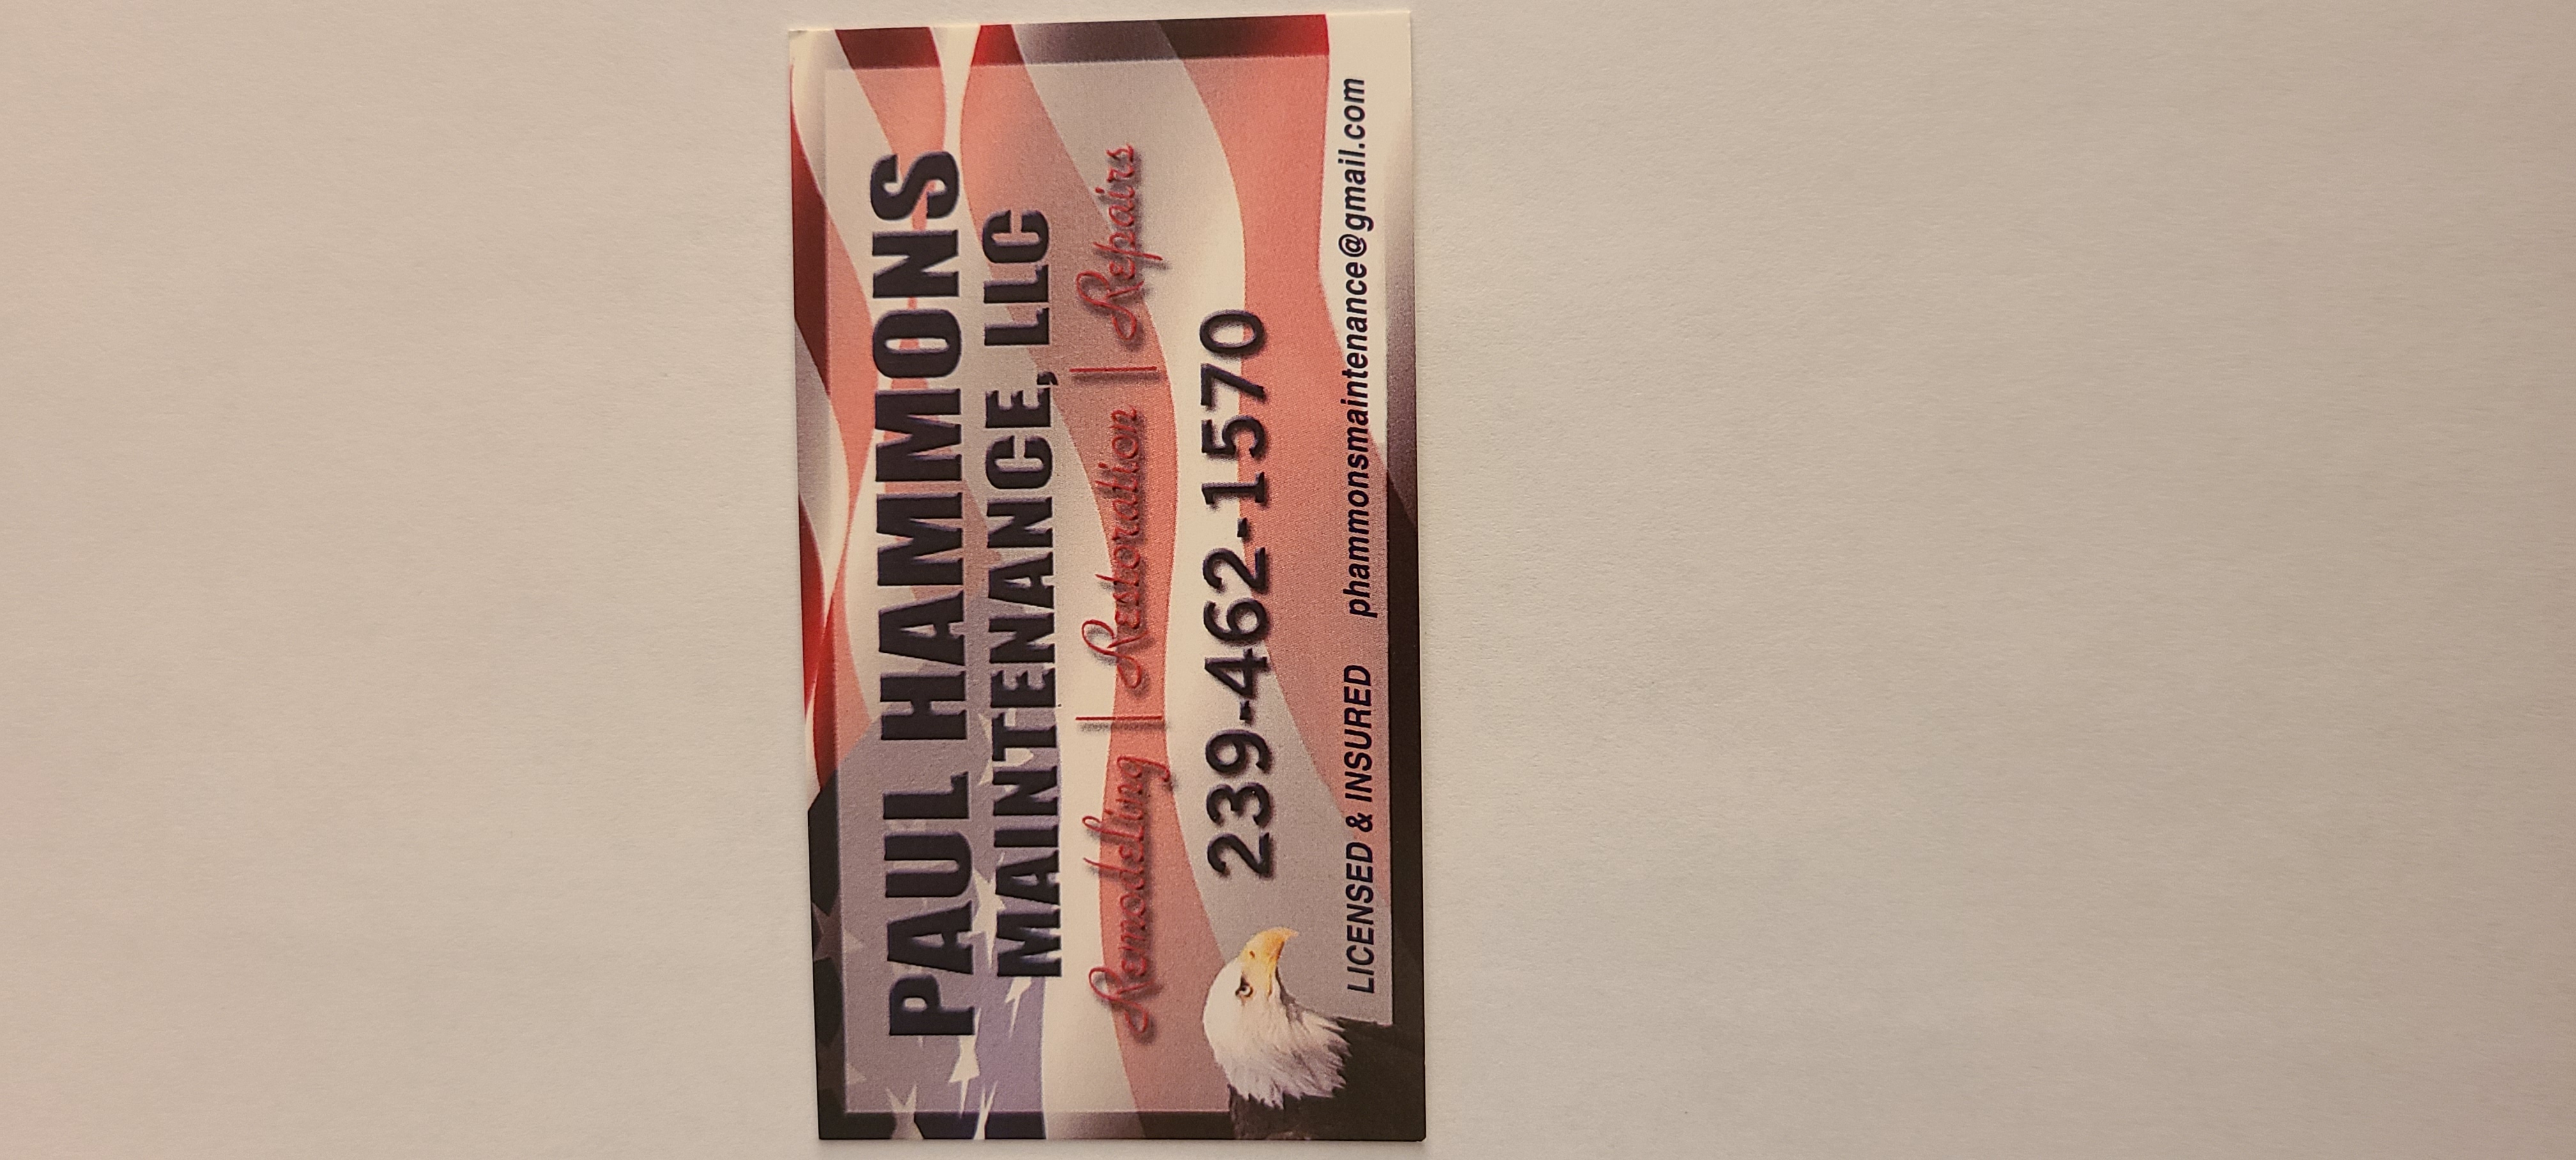 PAUL HAMMONS
MAINTENANCE, LLC
Remodeling | Restoration | Repairs
239-462-1570
LICENSED & INSURED phammonsmaintenance@gmail.com